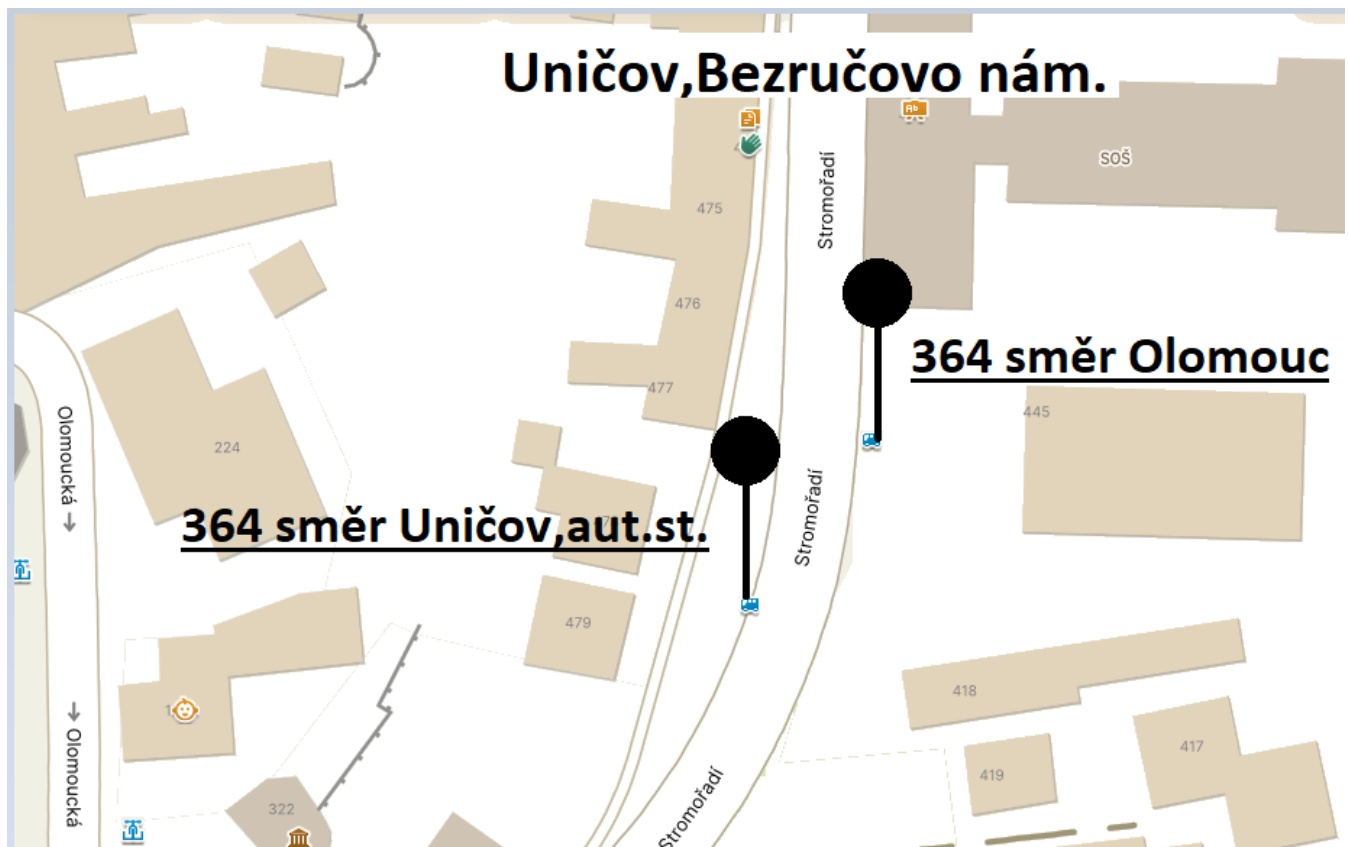 Uničov,Bezručovo nám.
Ab
SOŠ
Stromořadí
475
476
364 směr Olomouc
477
445
Olomoucká →
224
Stromořadí
364 směr Uničov,aut.st.
479
418
→ Olomoucká
417
419
322
Stromořadí